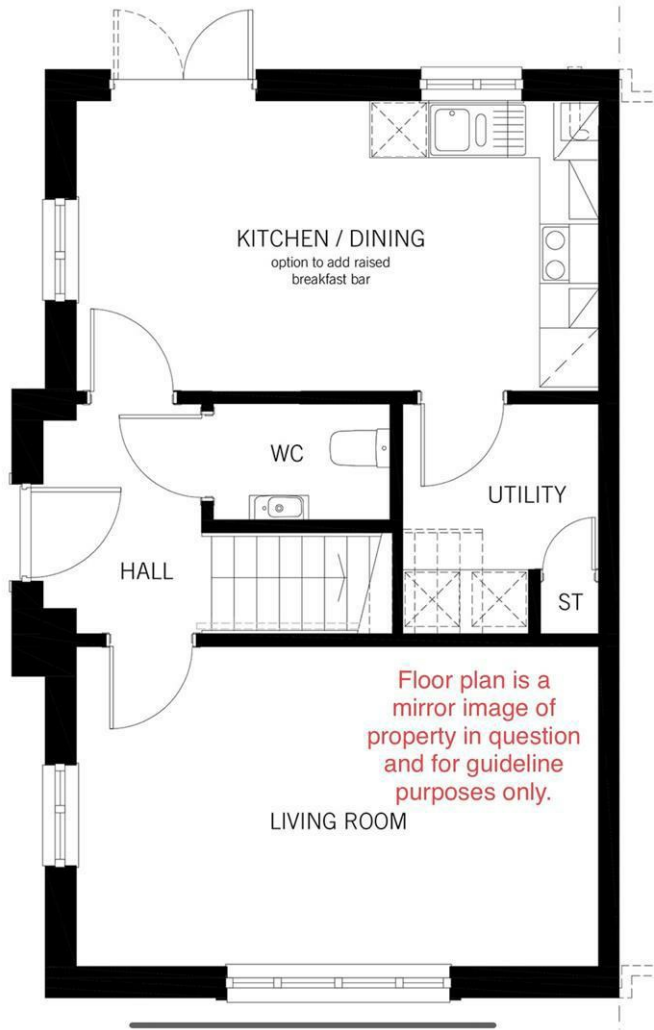 KITCHEN / DINING
option to add raised
breakfast bar
WC
UTILITY
HALL
ST
Floor plan is a
mirror image of
property in question
and for guideline
purposes only.
LIVING ROOM